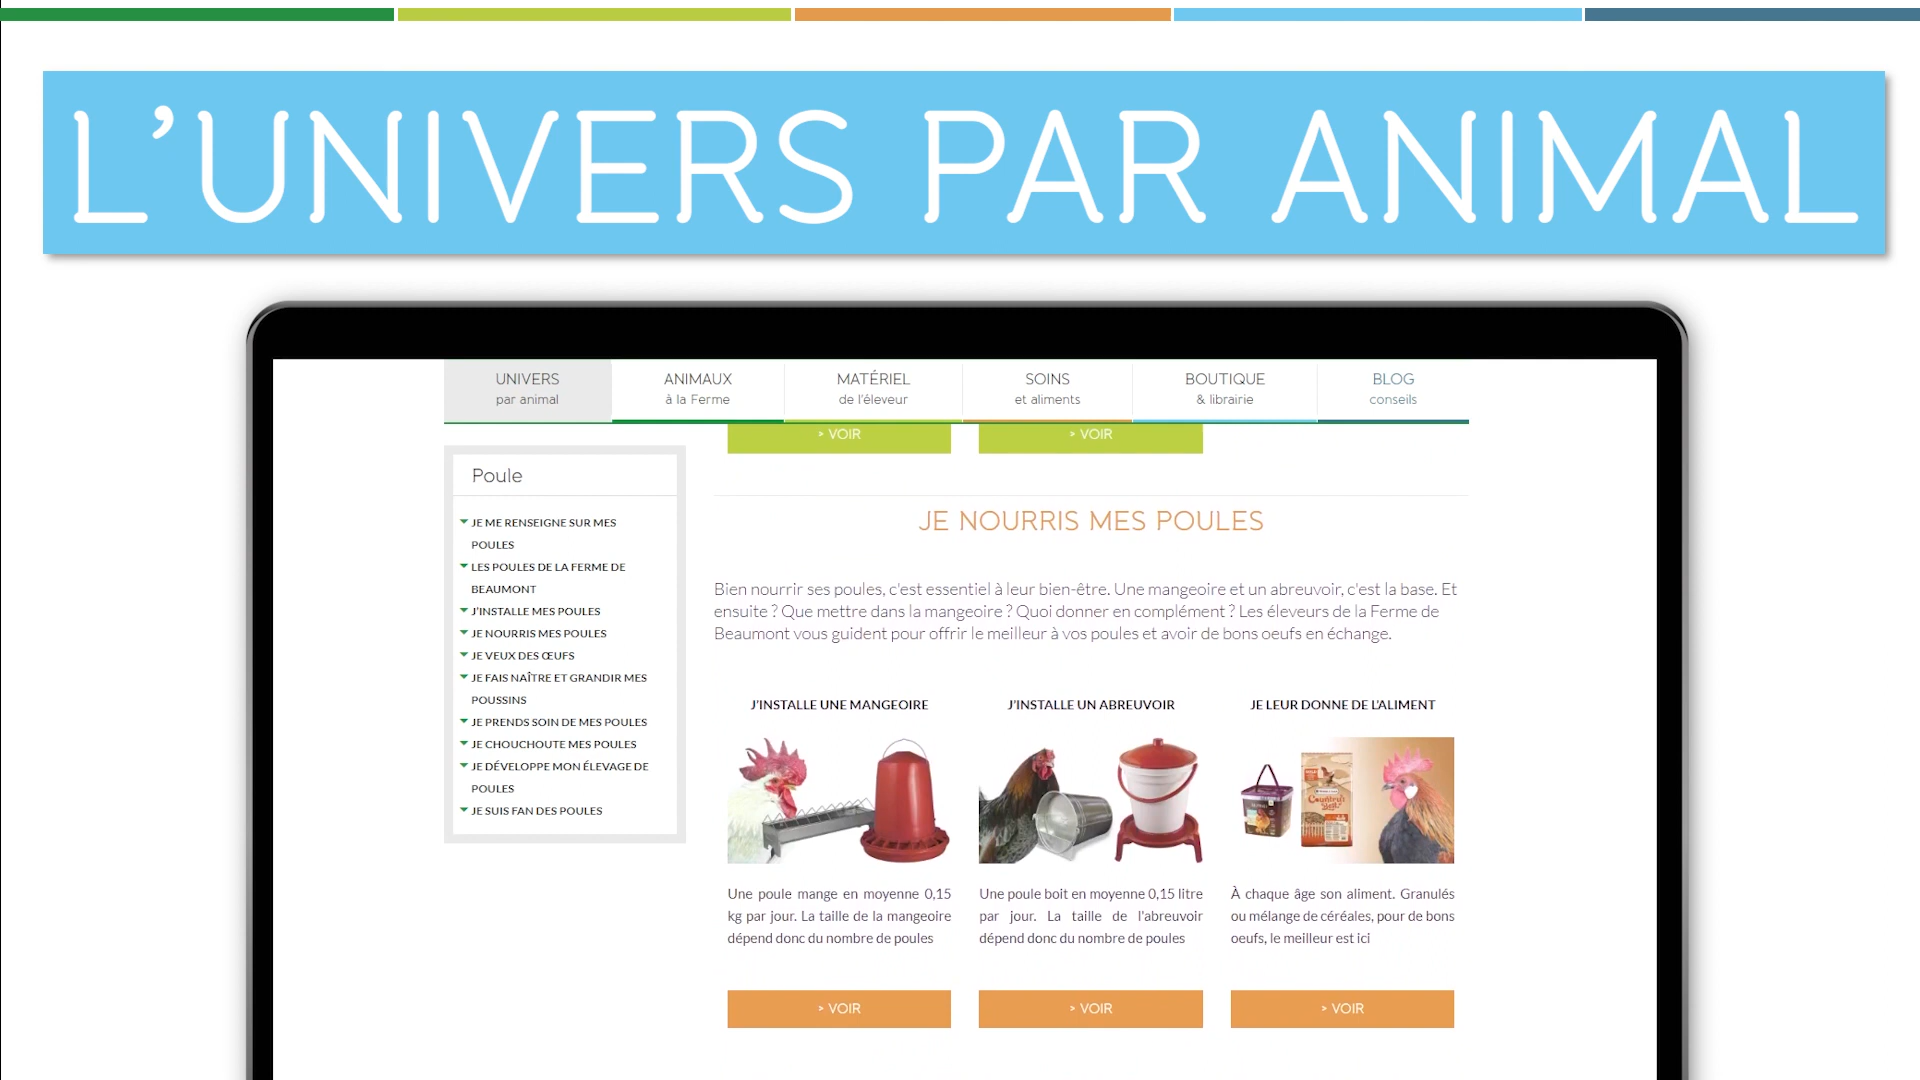 L'UNIVERS PAR ANIMAL
UNIVERS
par animal
ANIMAUX
à la Ferme
MATÉRIEL
de l'éleveur
SOINS
et aliments
BOUTIQUE
& librairie
BLOG
conseils
> VOIR
> VOIR
Poule
JE ME RENSEIGNE SUR MES
POULES
LES POULES DE LA FERME DE
BEAUMONT
J'INSTALLE MES POULES
JE NOURRIS MES POULES
JE VEUX DES ŒUFS
JE FAIS NAÎTRE ET GRANDIR MES
POUSSINS
JE PRENDS SOIN DE MES POULES
JE CHOUCHOUTE MES POULES
JE DÉVELOPPE MON ÉLEVAGE DE
POULES
JE SUIS FAN DES POULES
JE NOURRIS MES POULES
Bien nourrir ses poules, c'est essentiel à leur bien-être. Une mangeoire et un abreuvoir, c'est la base. Et
ensuite ? Que mettre dans la mangeoire ? Quoi donner en complément ? Les éleveurs de la Ferme de
Beaumont vous guident pour offrir le meilleur à vos poules et avoir de bons oeufs en échange.
J'INSTALLE UNE MANGEOIRE
Une poule mange en moyenne 0,15
kg par jour. La taille de la mangeoire
dépend donc du nombre de poules
> VOIR
J'INSTALLE UN ABREUVOIR
Une poule boit en moyenne 0,15 litre
par jour. La taille de l'abreuvoir
dépend donc du nombre de poules
> VOIR
JE LEUR DONNE DE L'ALIMENT
Country's
Best
À chaque âge son aliment. Granulés
ou mélange de céréales, pour de bons
oeufs, le meilleur est ici
> VOIR